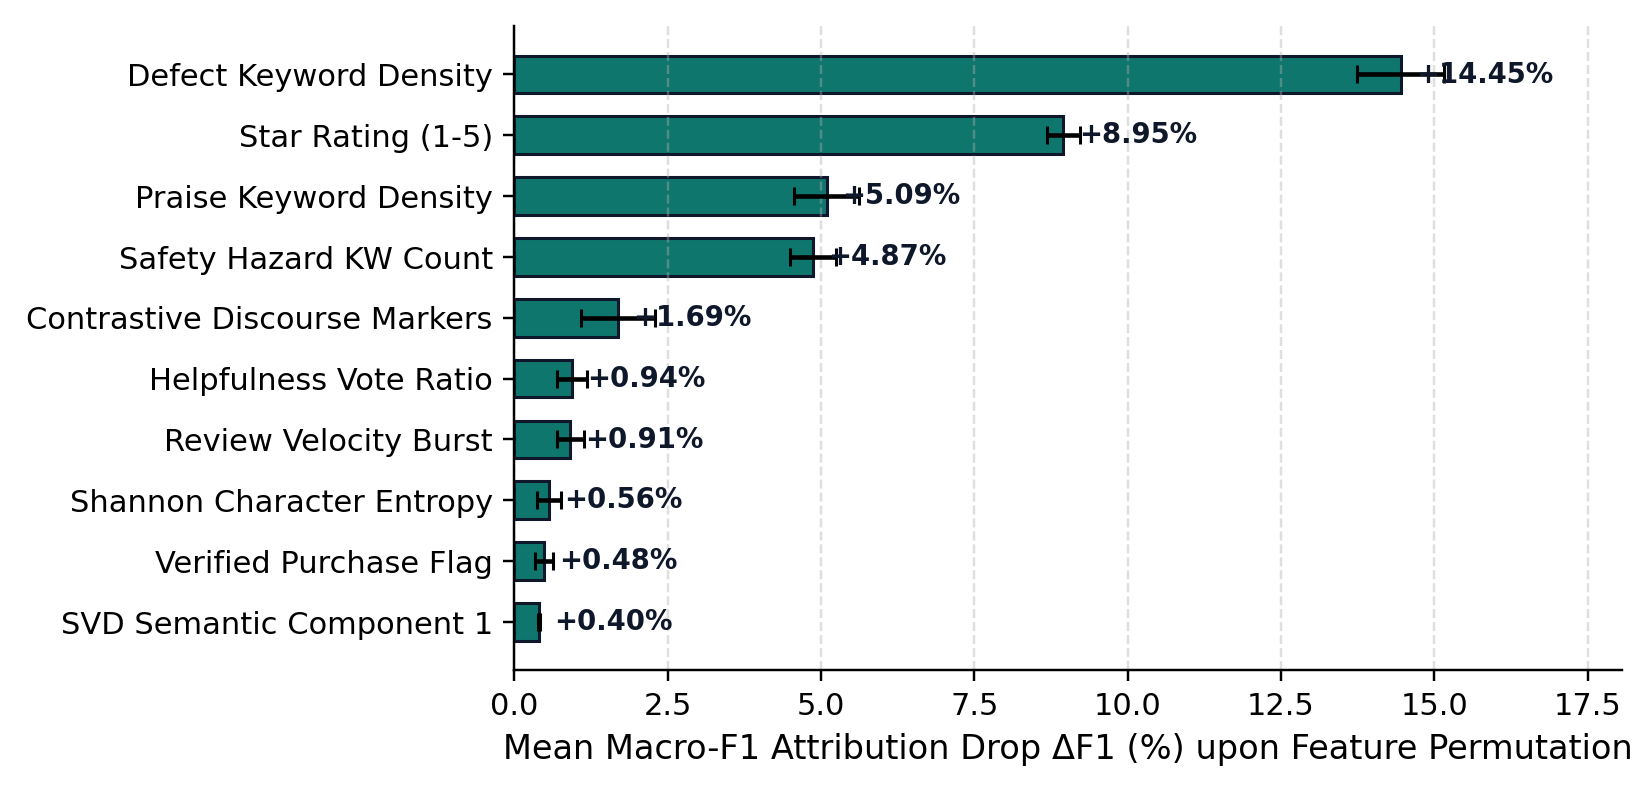 Defect Keyword Density +14.45%
Star Rating (1-5) +8.95%
Praise Keyword Density +5.09%
Safety Hazard KW Count +4.87%
Contrastive Discourse Markers +1.69%
Helpfulness Vote Ratio +0.94%
Review Velocity Burst +0.91%
Shannon Character Entropy +0.56%
Verified Purchase Flag +0.48%
SVD Semantic Component 1 +0.40%
0.0 2.5 5.0 7.5 10.0 12.5 15.0 17.5
Mean Macro-F1 Attribution Drop ΔF1 (%) upon Feature Permutation